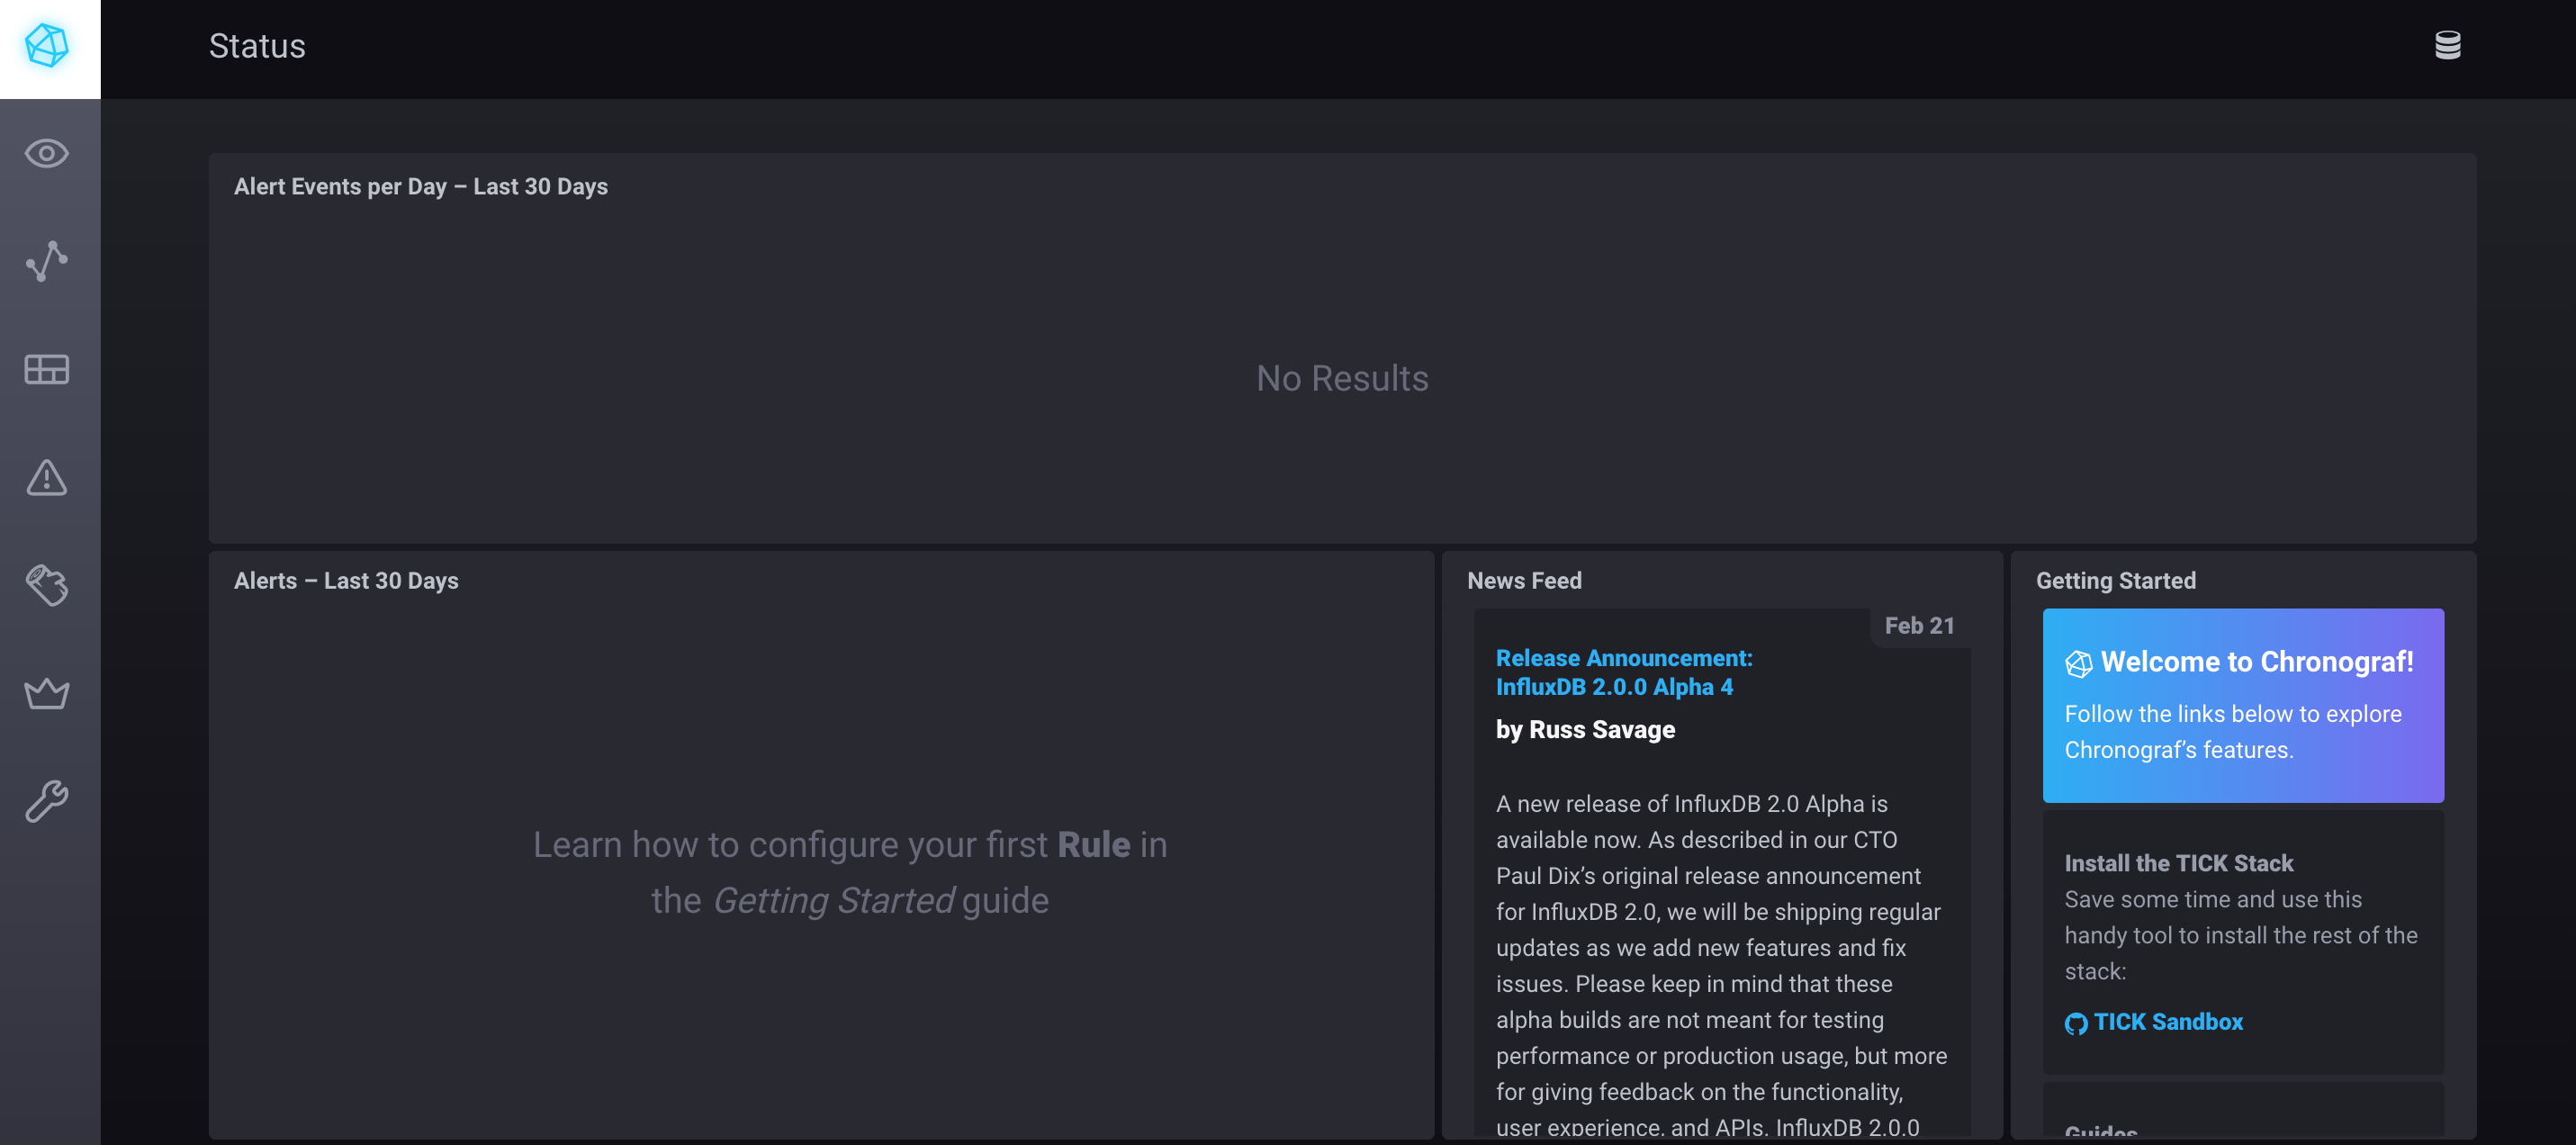 Status
Alert Events per Day – Last 30 Days
No Results
Alerts – Last 30 Days
Learn how to configure your first Rule in
the Getting Started guide
News Feed
Feb 21
Release Announcement:
InfluxDB 2.0.0 Alpha 4
by Russ Savage
A new release of InfluxDB 2.0 Alpha is
available now. As described in our CTO
Paul Dix’s original release announcement
for InfluxDB 2.0, we will be shipping regular
updates as we add new features and fix
issues. Please keep in mind that these
alpha builds are not meant for testing
performance or production usage, but more
for giving feedback on the functionality,
user experience, and APIs. InfluxDB 2.0.0
Getting Started
Welcome to Chronograf!
Follow the links below to explore
Chronograf’s features.
Install the TICK Stack
Save some time and use this
handy tool to install the rest of the
stack:
TICK Sandbox
Guides